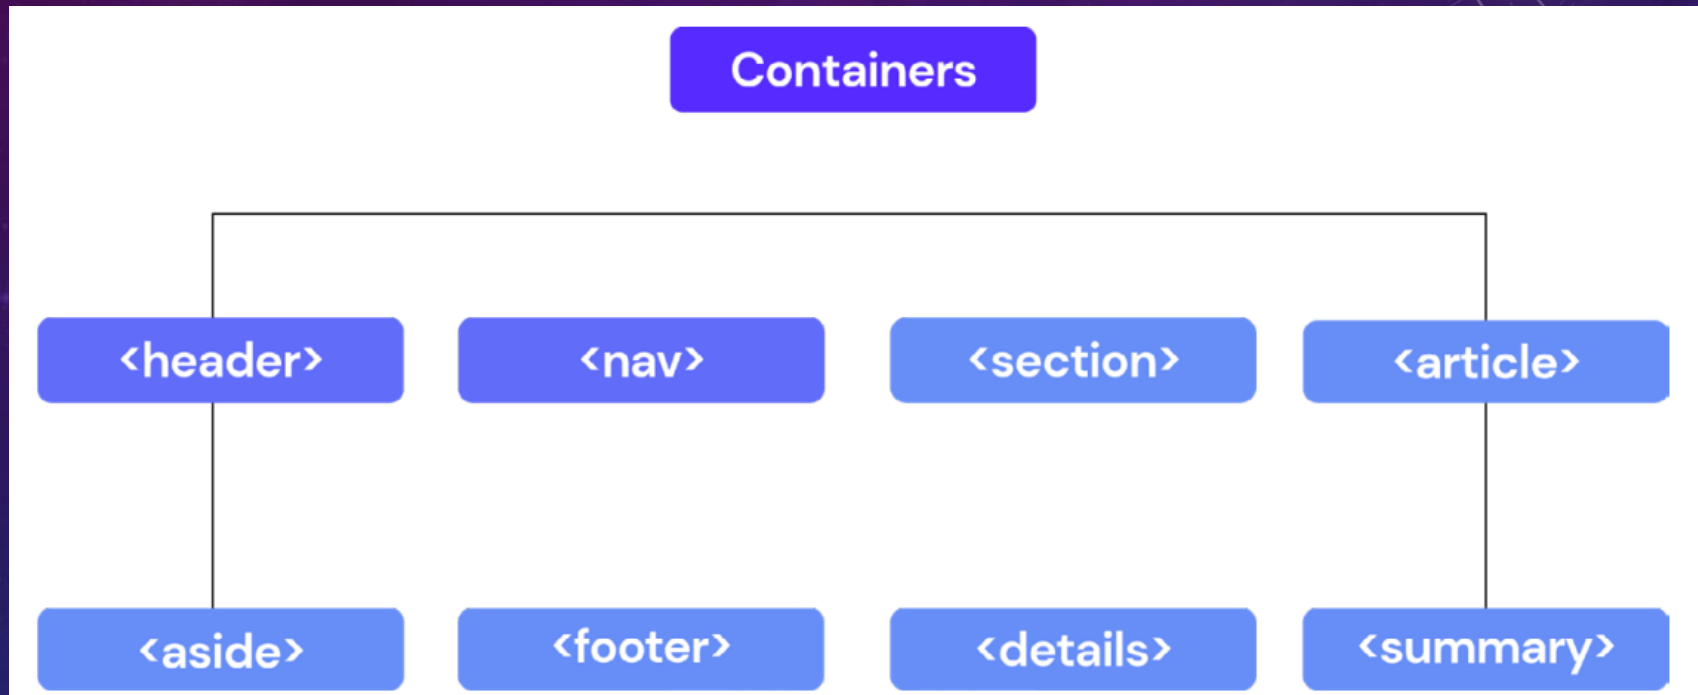 Containers
<header>
<nav>
<section>
<article>
<aside>
<footer>
<details>
<summary>